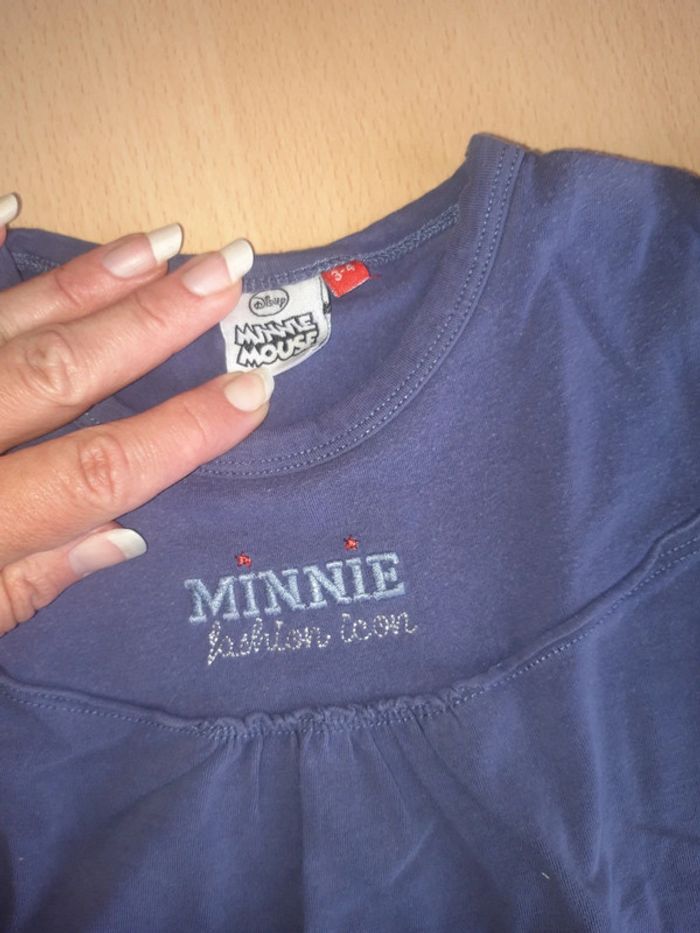 Disney
MINNIE
MOUSE
3-4
MINNIE
fashion icon